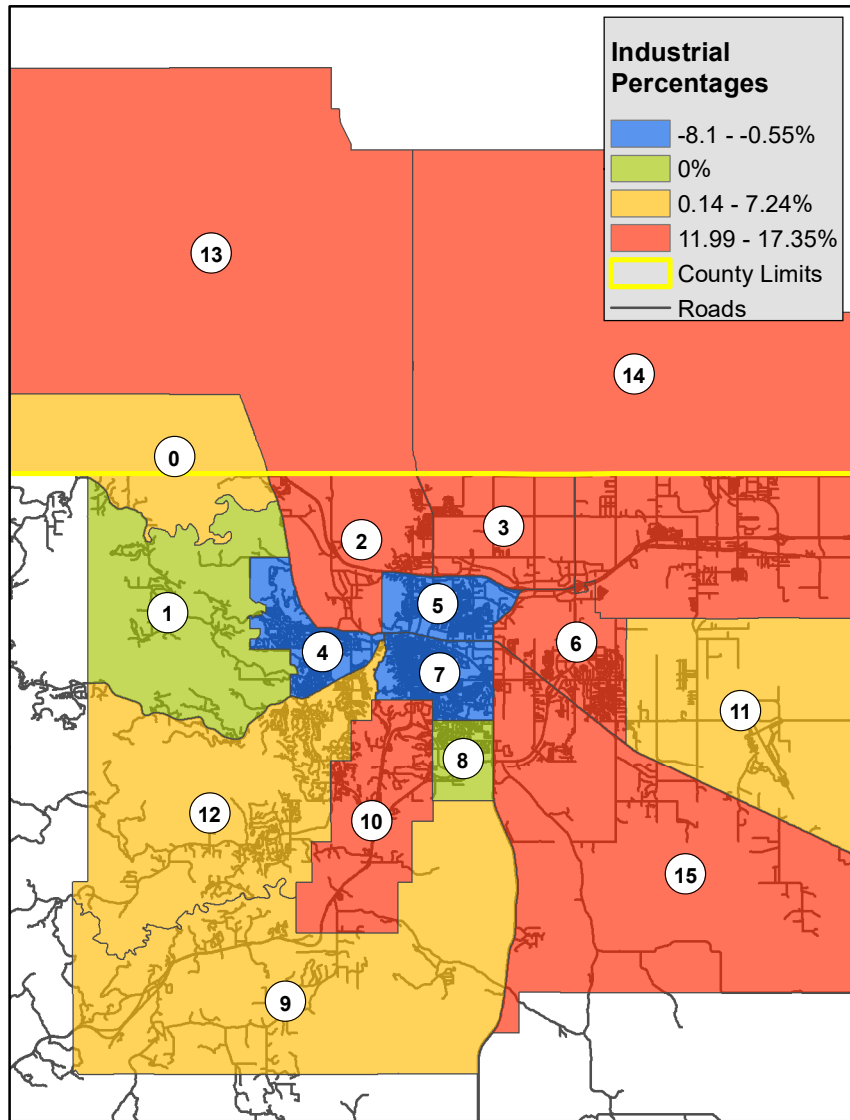 Industrial
Percentages
-8.1 - -0.55%
0%
0.14 - 7.24%
11.99 - 17.35%
County Limits
Roads
13
14
0
2
3
1
5
4
6
7
11
8
12
10
15
9